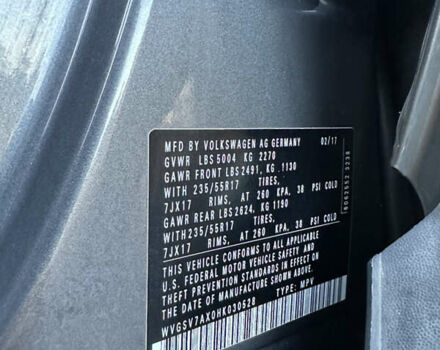 MFD BY VOLKSWAGEN AG GERMANY 02/17
GVWR LBS 5004 KG 2270
GAWR FRONT LBS 2491, KG .1130
WITH 235/55R17 TIRES,
7JX17 RIMS, AT 260 KPA, 38 PSI COLD
GAWR REAR LBS 2624, KG 1190
WITH 235/55R17 TIRES,
7JX17 RIMS, AT 260 KPA, 38 PSI COLD
THIS VEHICLE CONFORMS TO ALL APPLICABLE
U.S. FEDERAL MOTOR VEHICLE SAFETY AND
THEFT PREVENTION STANDARDS IN EFFECT ON
THE DATE OF MANUFACTURE SHOWN ABOVE.
WVGSV7AX0HK030528 TYPE: MPV